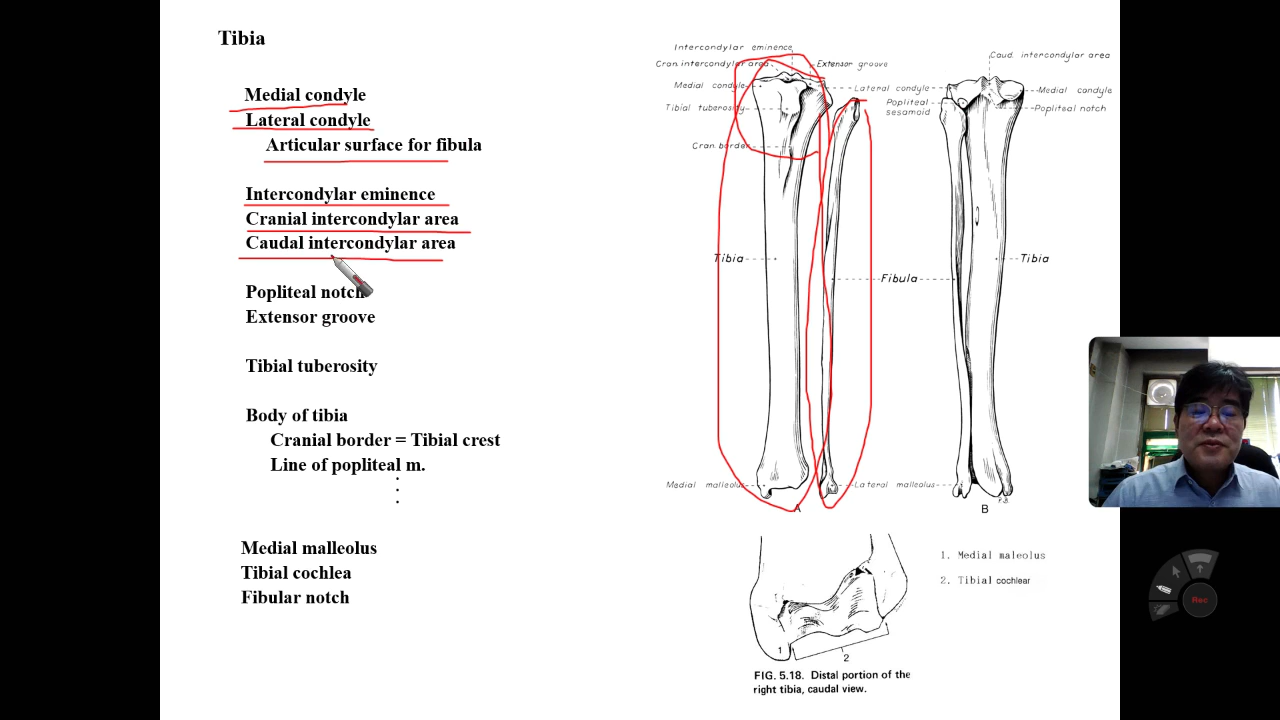 Tibia
Medial condyle
Lateral condyle
Articular surface for fibula
Intercondylar eminence
Cranial intercondylar area
Caudal intercondylar area
Popliteal notch
Extensor groove
Tibial tuberosity
Body of tibia
Cranial border = Tibial crest
Line of popliteal m.
Medial malleolus
Tibial cochlea
Fibular notch
Intercondylar eminence
Cran. intercondylar area
Extensor groove
Medial condyle
Lateral condyle
Tibial tuberosity
Popliteal sesamoid
Cran. border
Tibia
Fibula
Medial malleolus
Lateral malleolus
A
Caud. intercondylar area
Medial condyle
Popliteal notch
Tibia
B
1. Medial maleolus
2. Tibial cochlear
1
2
FIG. 5.18. Distal portion of the
right tibia, caudal view.
Rec